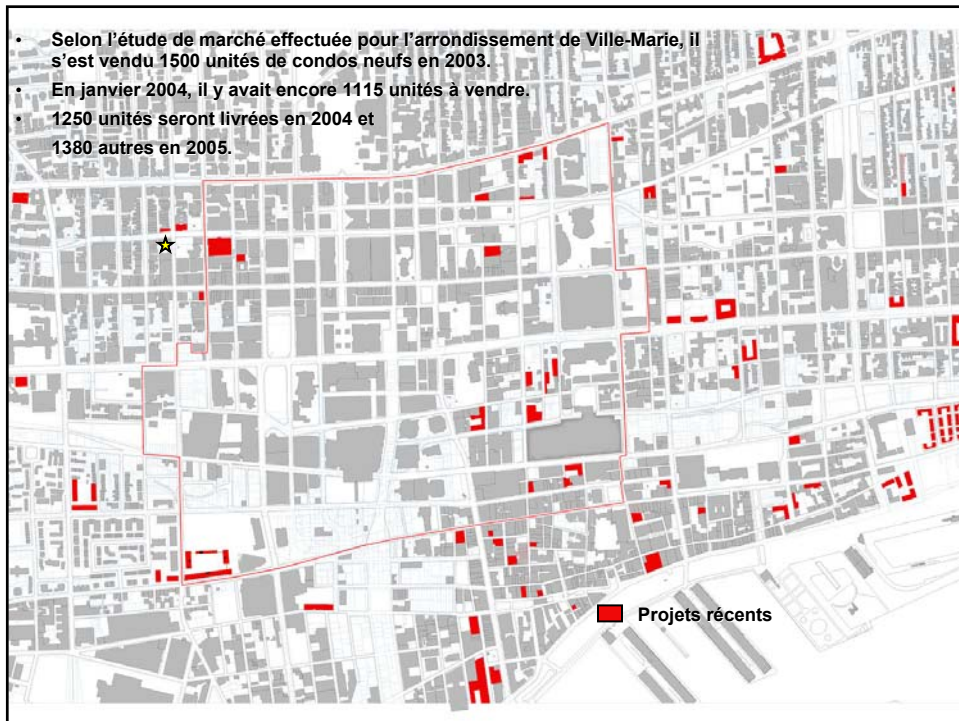 • Selon l’étude de marché effectuée pour l’arrondissement de Ville-Marie, il
s’est vendu 1500 unités de condos neufs en 2003.
• En janvier 2004, il y avait encore 1115 unités à vendre.
• 1250 unités seront livrées en 2004 et
1380 autres en 2005.
Projets récents